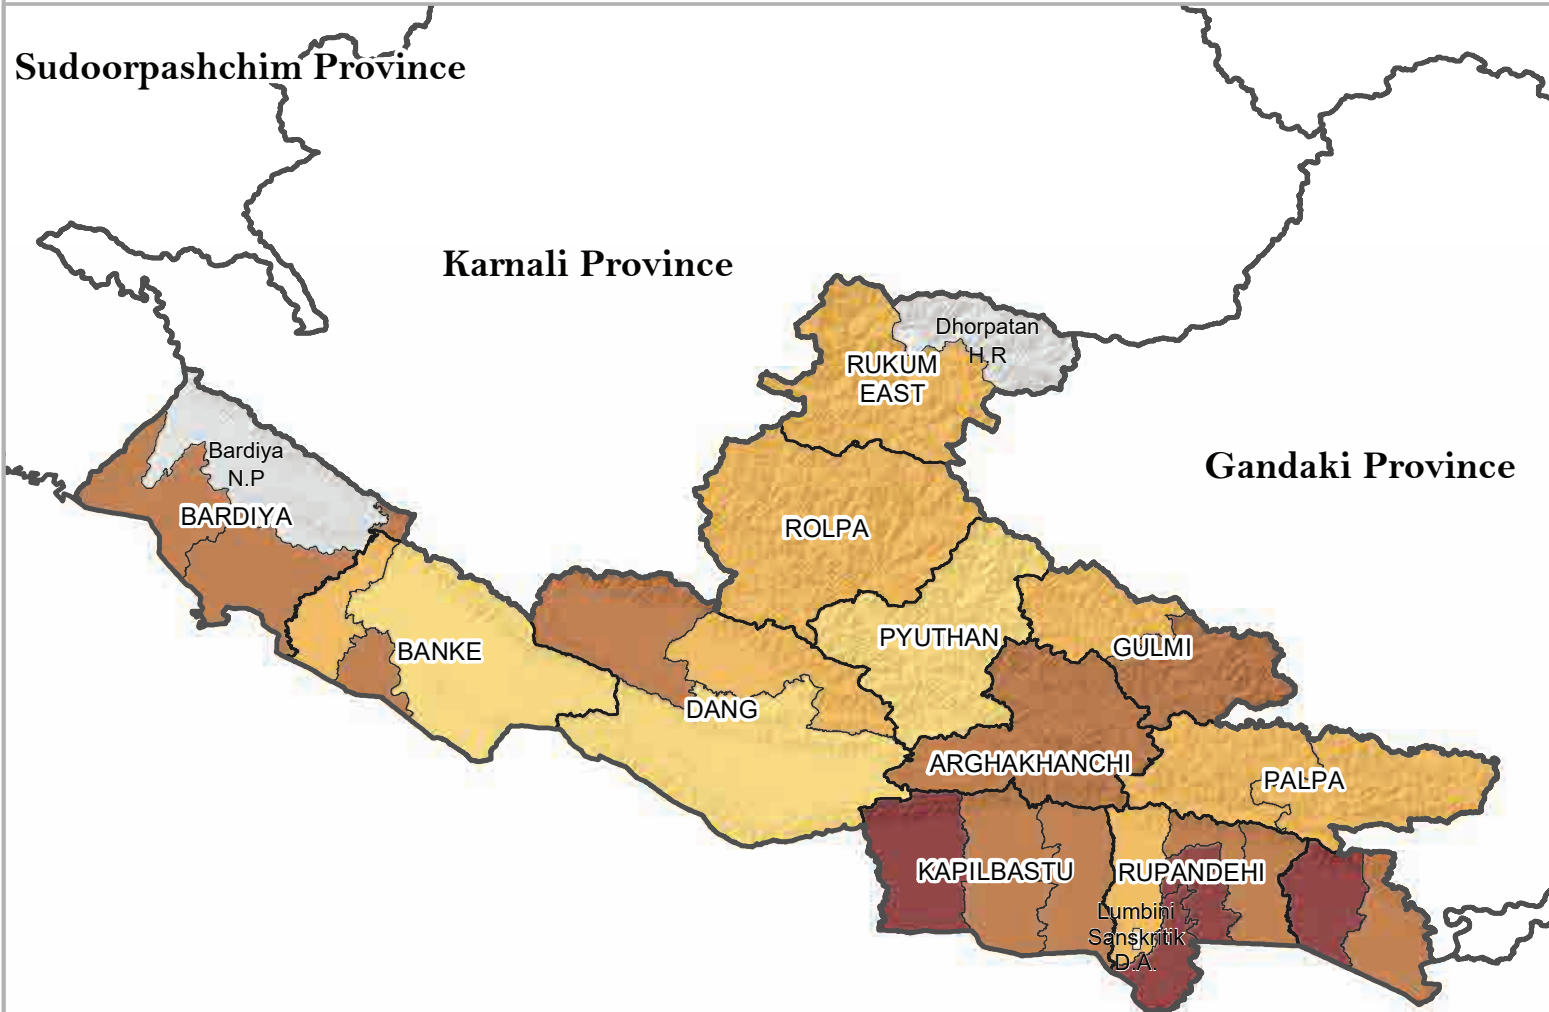 Sudoorpashchim Province
Karnali Province
Dhorpatan
H.R
RUKUM
EAST
Bardiya
N.P
Gandaki Province
BARDIYA
ROLPA
PYUTHAN
GULMI
BANKE
DANG
ARGHAKHANCHI
PALPA
KAPILBASTU
RUPANDEHI
Lumbini
Sanskritik
D.A.